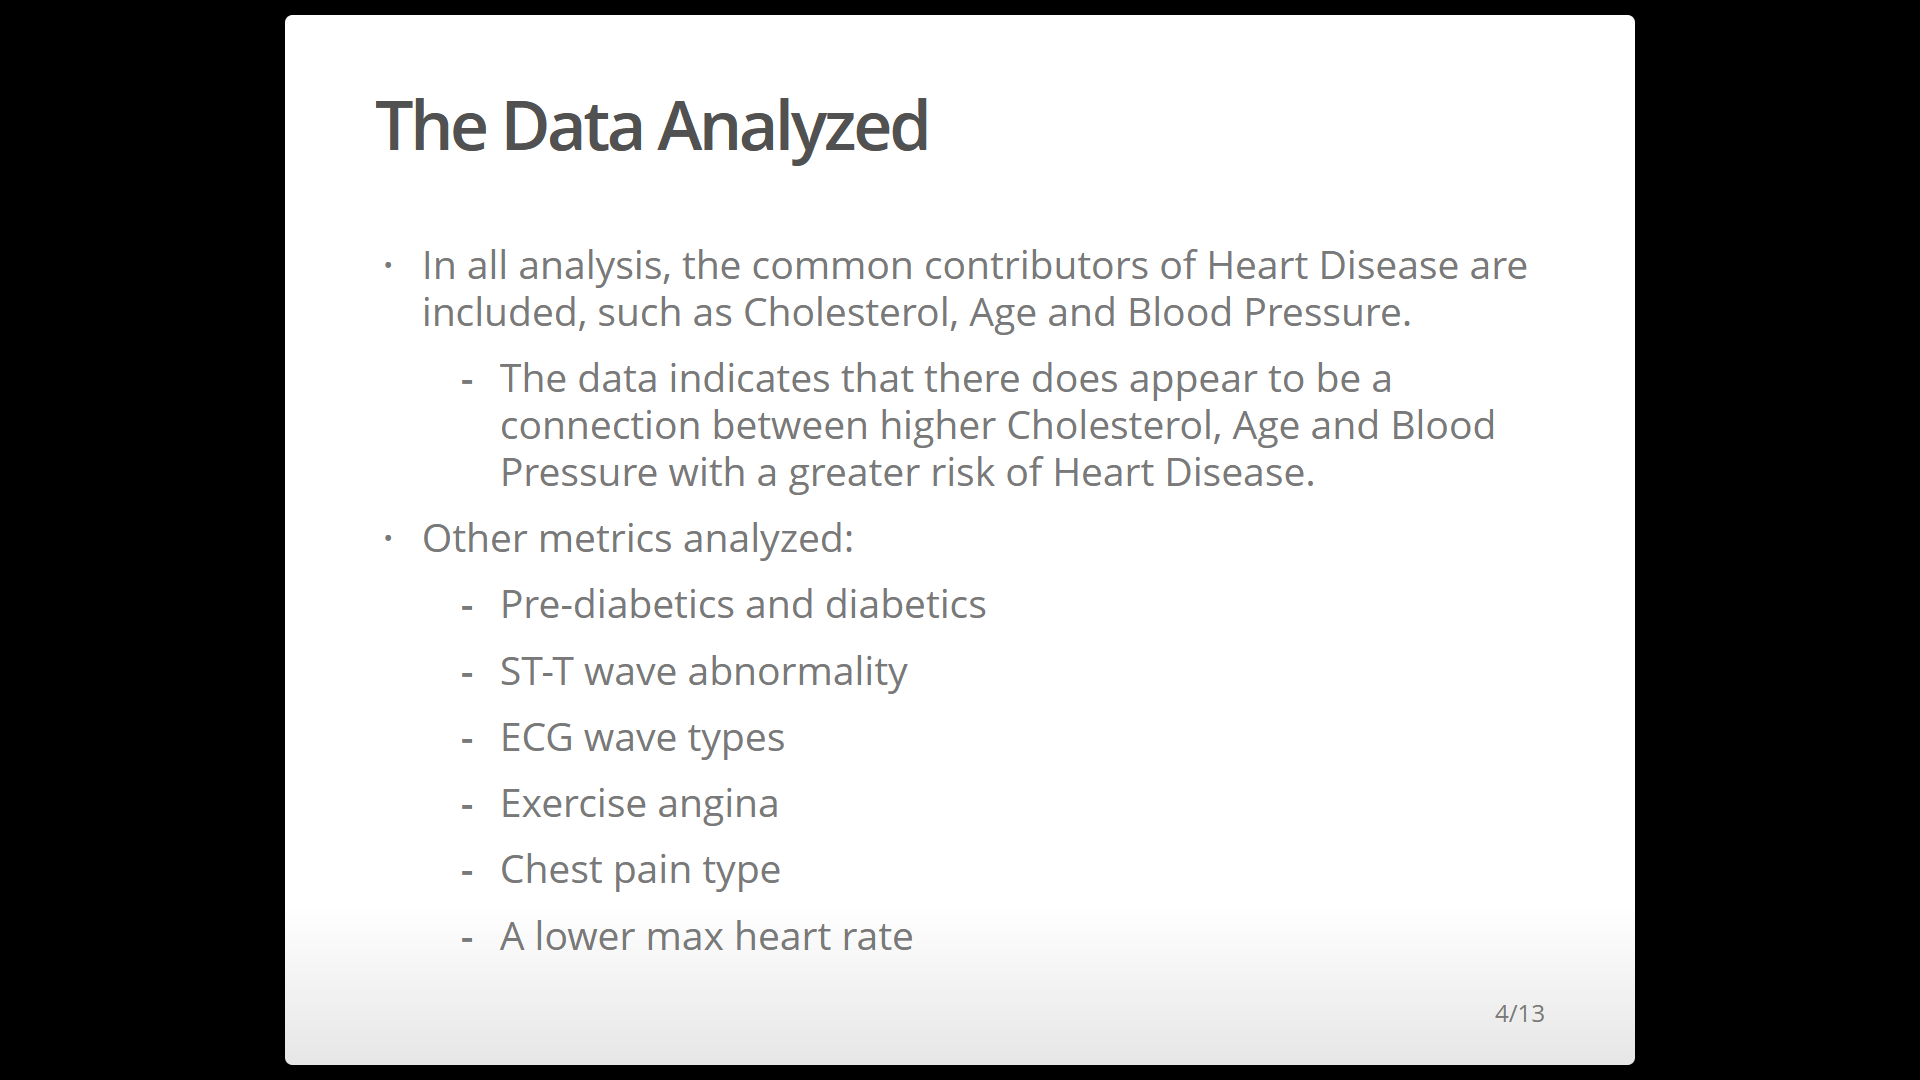 The Data Analyzed
· In all analysis, the common contributors of Heart Disease are
included, such as Cholesterol, Age and Blood Pressure.
- The data indicates that there does appear to be a
connection between higher Cholesterol, Age and Blood
Pressure with a greater risk of Heart Disease.
· Other metrics analyzed:
- Pre-diabetics and diabetics
- ST-T wave abnormality
- ECG wave types
- Exercise angina
- Chest pain type
- A lower max heart rate
4/13